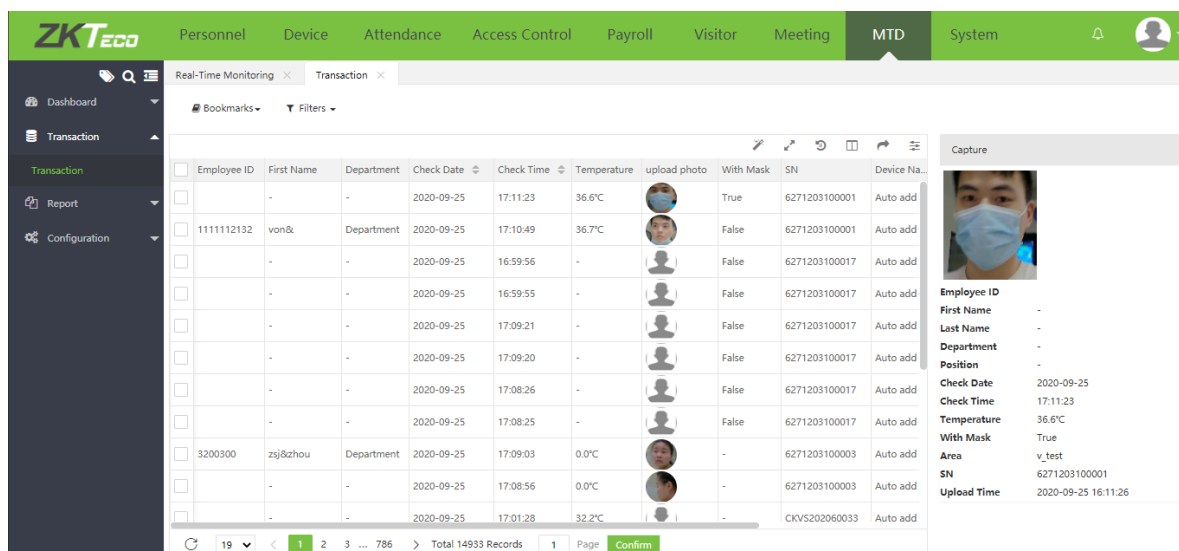 ZKTECO Personnel Device Attendance Access Control Payroll Visitor Meeting MTD System
Real-Time Monitoring × Transaction ×
Dashboard
Bookmarks Filters
Transaction
Transaction
Report
Configuration
Employee ID First Name Department Check Date Check Time Temperature upload photo With Mask SN Device Na...
- - 2020-09-25 17:11:23 36.6°C True 6271203100001 Auto add
1111112132 von& Department 2020-09-25 17:10:49 36.7°C False 6271203100001 Auto add
- - 2020-09-25 16:59:56 - False 6271203100017 Auto add
- - 2020-09-25 16:59:55 - False 6271203100017 Auto add
- - 2020-09-25 17:09:21 - False 6271203100017 Auto add
- - 2020-09-25 17:09:20 - False 6271203100017 Auto add
- - 2020-09-25 17:08:26 - False 6271203100017 Auto add
- - 2020-09-25 17:08:25 - False 6271203100017 Auto add
3200300 zsj&zhou Department 2020-09-25 17:09:03 0.0°C - 6271203100003 Auto add
- - 2020-09-25 17:08:56 0.0°C - 6271203100003 Auto add
- - 2020-09-25 17:01:28 32.2°C - CKVS202060033 Auto add
19 < 1 2 3 ... 786 > Total 14933 Records 1 Page Confirm
Capture
Employee ID
First Name -
Last Name -
Department -
Position -
Check Date 2020-09-25
Check Time 17:11:23
Temperature 36.6°C
With Mask True
Area v_test
SN 6271203100001
Upload Time 2020-09-25 16:11:26